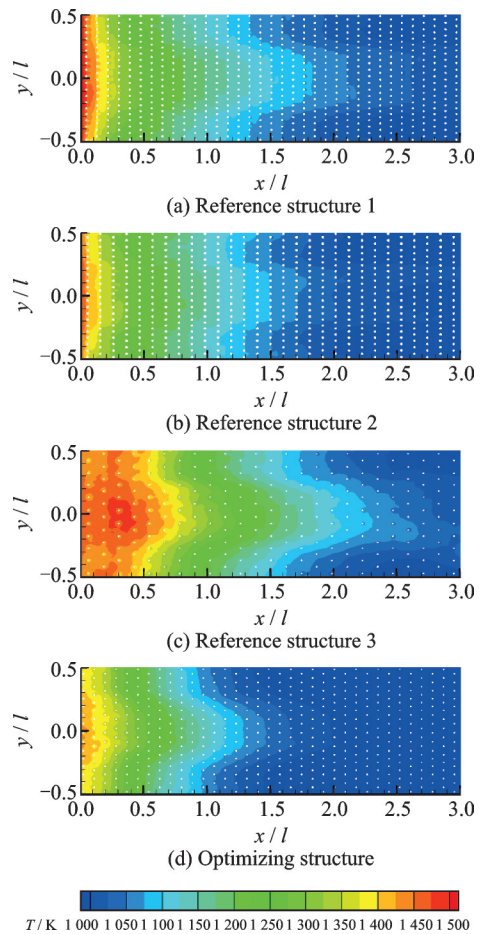 0.5
0.0
−0.5
y / l
0.0 0.5 1.0 1.5 2.0 2.5 3.0
x / l
(a) Reference structure 1
0.5
0.0
−0.5
y / l
0.0 0.5 1.0 1.5 2.0 2.5 3.0
x / l
(b) Reference structure 2
0.5
0.0
−0.5
y / l
0.0 0.5 1.0 1.5 2.0 2.5 3.0
x / l
(c) Reference structure 3
0.5
0.0
−0.5
y / l
0.0 0.5 1.0 1.5 2.0 2.5 3.0
x / l
(d) Optimizing structure
T / K 1 000 1 050 1 100 1 150 1 200 1 250 1 300 1 350 1 400 1 450 1 500